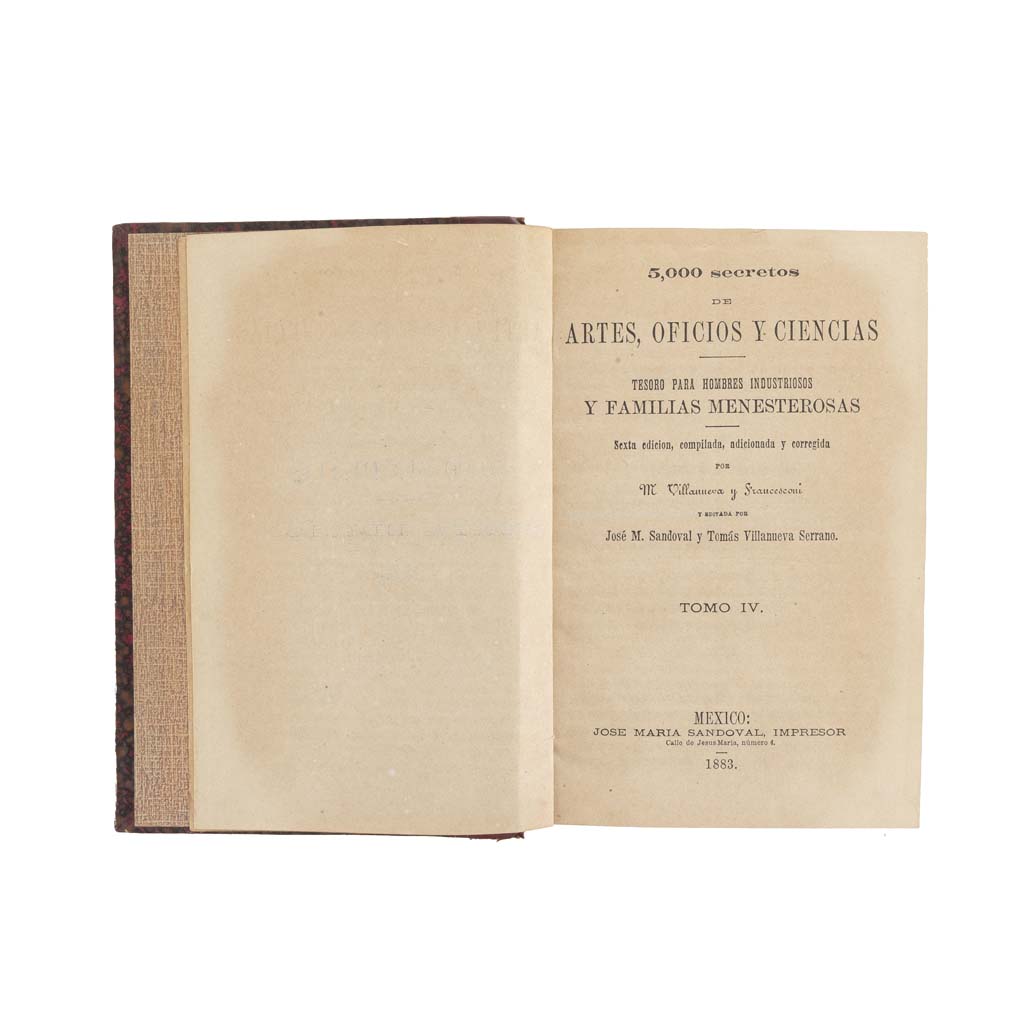 5,000 secretos
DE
ARTES, OFICIOS Y CIENCIAS
TESORO PARA HOMBRES INDUSTRIOSOS
Y FAMILIAS MENESTEROSAS
Sexta edicion, compilada, adicionada y corregida
POR
M Villanueva y Francesconi
Y EDITADA POR
José M. Sandoval y Tomás Villanueva Serrano.
TOMO IV.
MEXICO:
JOSE MARIA SANDOVAL, IMPRESOR
Calle de Jesus María, número 4.
1883.